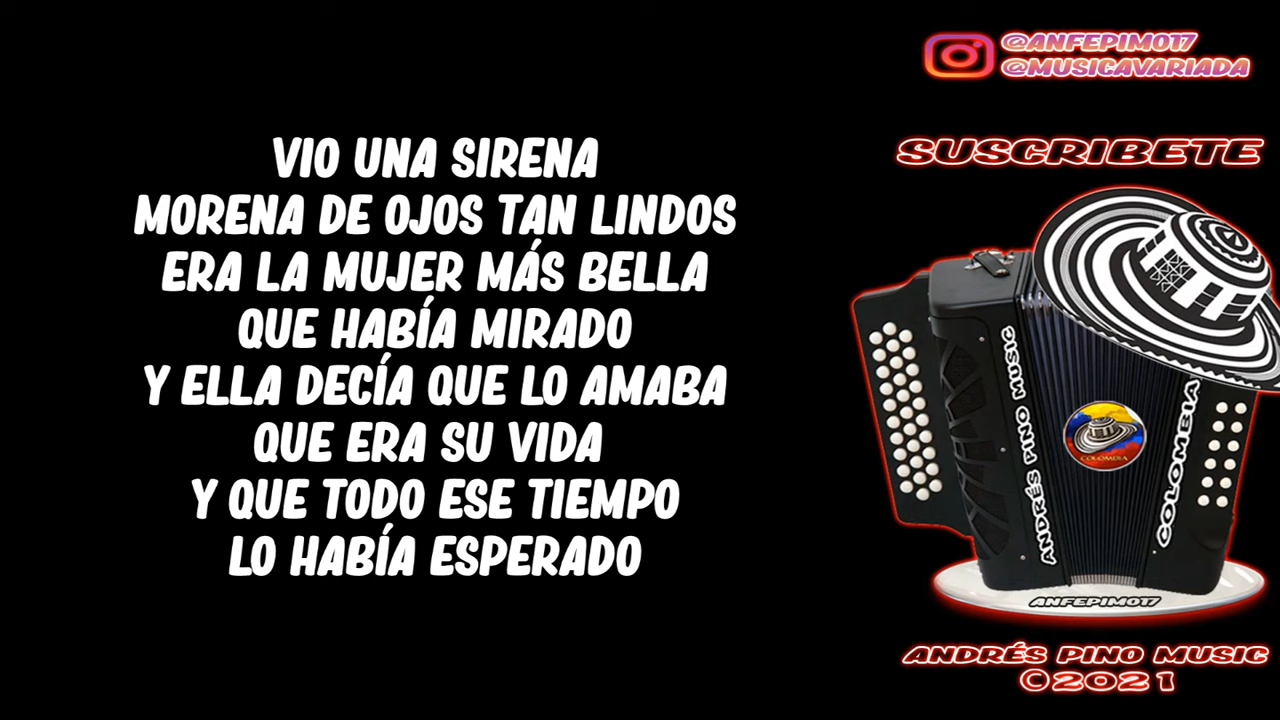 @ANFEPIMO17
@MUSICAVARIADA
SUSCRIBETE
VIO UNA SIRENA
MORENA DE OJOS TAN LINDOS
ERA LA MUJER MÁS BELLA
QUE HABÍA MIRADO
Y ELLA DECÍA QUE LO AMABA
QUE ERA SU VIDA
Y QUE TODO ESE TIEMPO
LO HABÍA ESPERADO
ANDRÉS PINO MUSIC
COLOMBIA
COLOMBIA
ANFEPIMO17
ANDRÉS PINO MUSIC
©2021